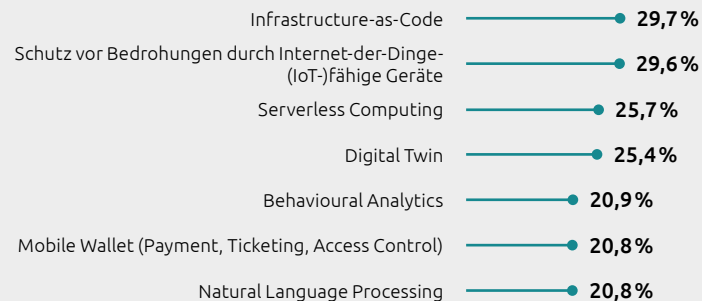 Infrastructure-as-Code 29,7 %
Schutz vor Bedrohungen durch Internet-der-Dinge-
(IoT-)fähige Geräte 29,6 %
Serverless Computing 25,7 %
Digital Twin 25,4 %
Behavioural Analytics 20,9 %
Mobile Wallet (Payment, Ticketing, Access Control) 20,8 %
Natural Language Processing 20,8 %